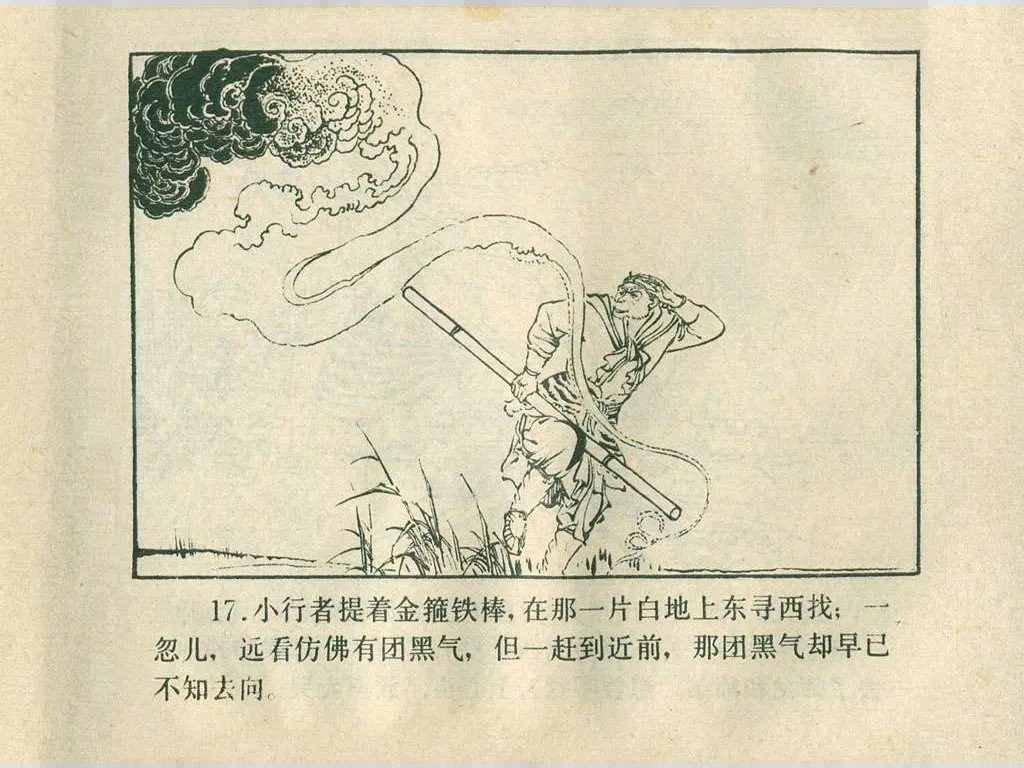 17.小行者提着金箍铁棒,在那一片白地上东寻西找；一
忽儿，远看仿佛有团黑气，但一赶到近前，那团黑气却早已
不知去向。